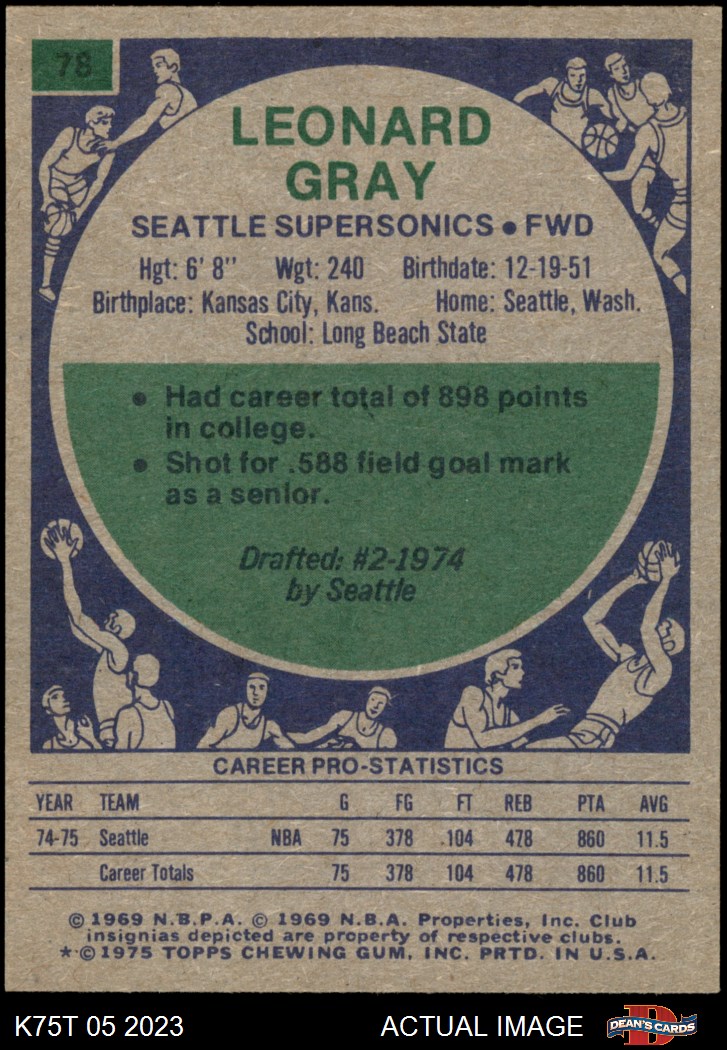 78
LEONARD
GRAY
SEATTLE SUPERSONICS • FWD
Hgt: 6' 8" Wgt: 240 Birthdate: 12-19-51
Birthplace: Kansas City, Kans. Home: Seattle, Wash.
School: Long Beach State
• Had career total of 898 points
in college.
• Shot for .588 field goal mark
as a senior.
Drafted: #2-1974
by Seattle
CAREER PRO-STATISTICS
YEAR TEAM G FG FT REB PTA AVG
74-75 Seattle NBA 75 378 104 478 860 11.5
Career Totals 75 378 104 478 860 11.5
© 1969 N.B.P.A. © 1969 N.B.A. Properties, Inc. Club
insignias depicted are property of respective clubs.
* © 1975 TOPPS CHEWING GUM, INC. PRTD. IN U.S.A.
K75T 05 2023 ACTUAL IMAGE DEAN'S CARDS